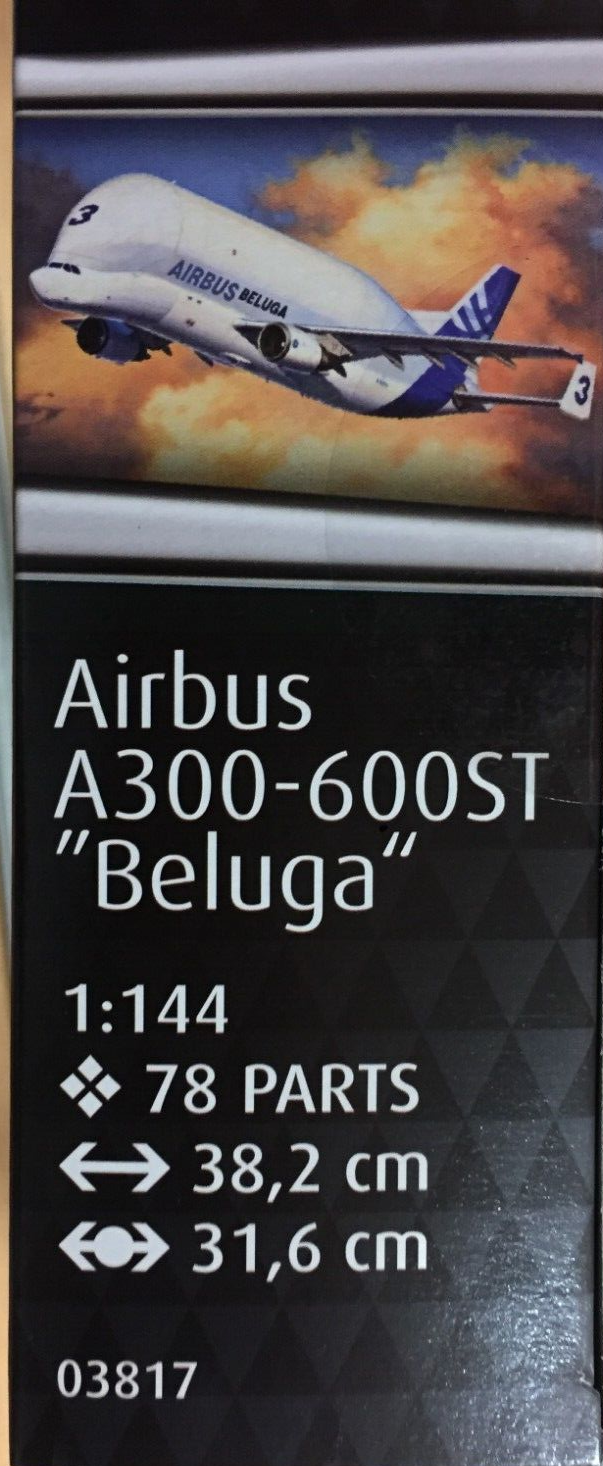 3
AIRBUS BELUGA
3
Airbus
A300-600ST
"Beluga“
1:144
78 PARTS
38,2 cm
31,6 cm
03817